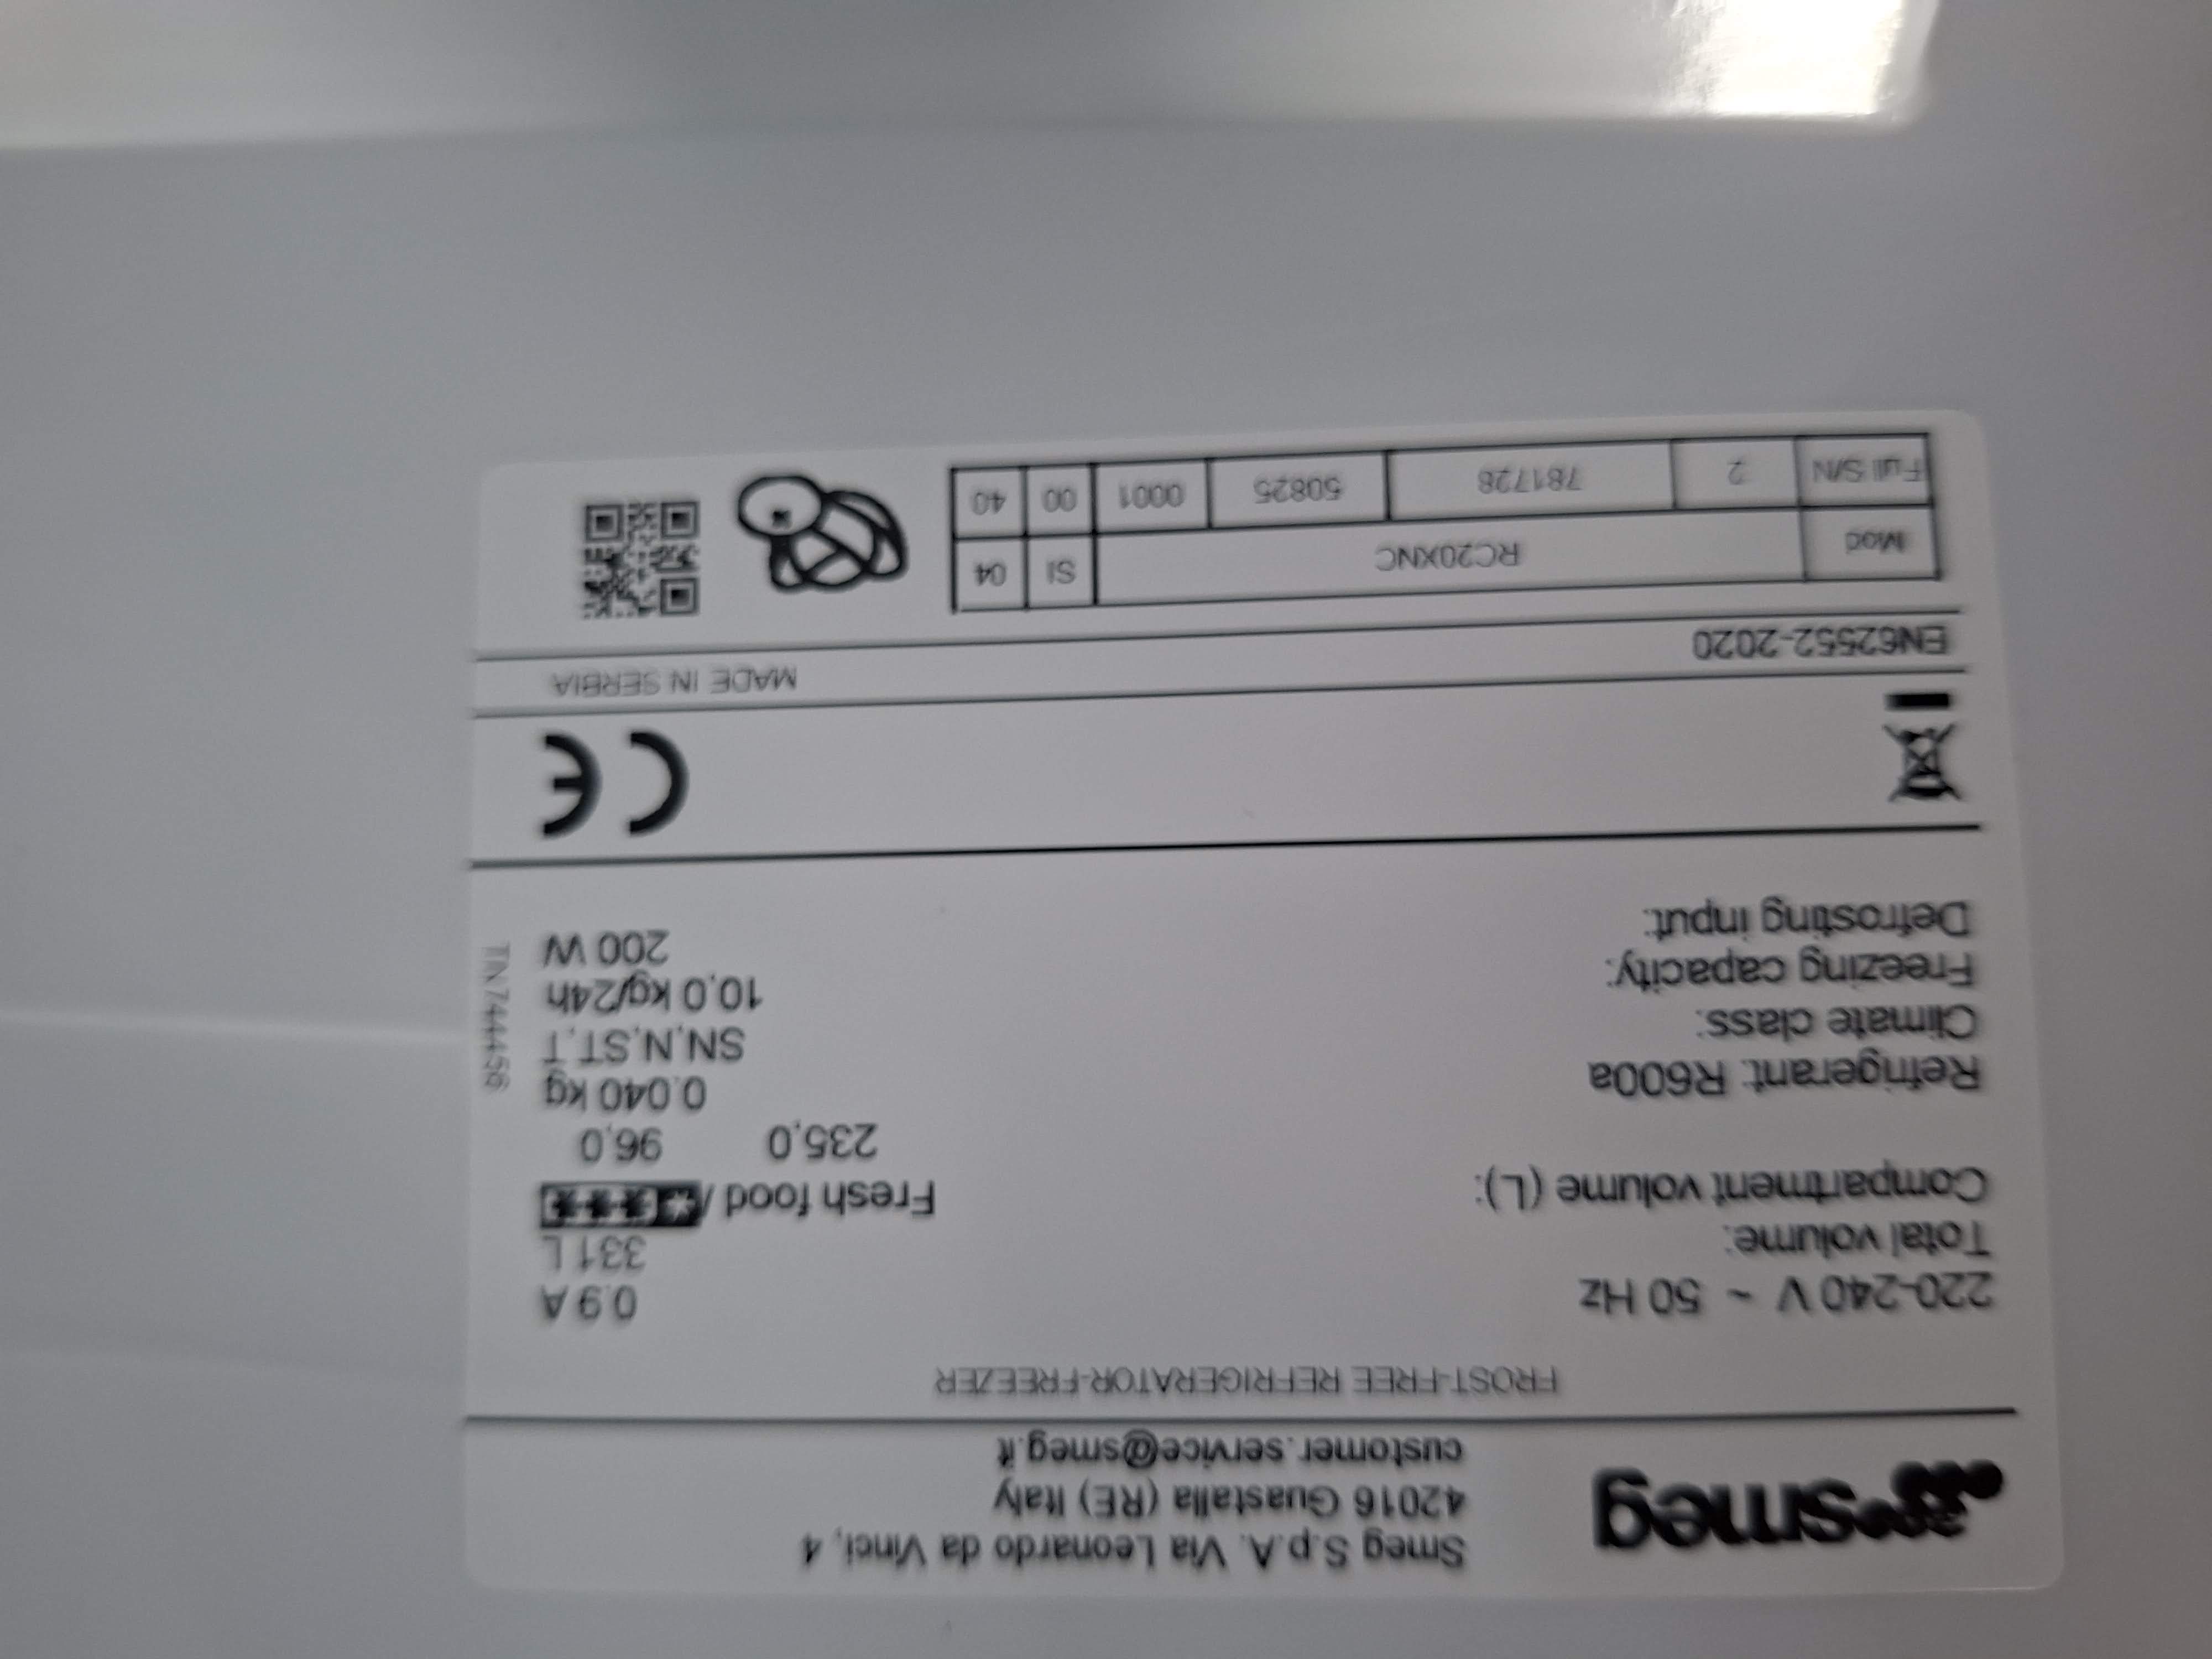 smeg
Smeg S.p.A. Via Leonardo da Vinci, 4
42016 Guastalla (RE) Italy
customer.service@smeg.it
FROST-FREE REFRIGERATOR-FREEZER
220-240 V ~ 50 Hz 0.9 A
Total volume: 331 L
Compartment volume (L): Fresh food /
235,0 96,0
Refrigerant: R600a 0.040 kg
Climate class: SN,N,ST,T
Freezing capacity: 10,0 kg/24h
Defrosting input: 200 W
TIN744456
CE
EN62552-2020 MADE IN SERBIA
Mod RC20XNC SI 04
Full S/N 2 781728 50825 0001 00 40